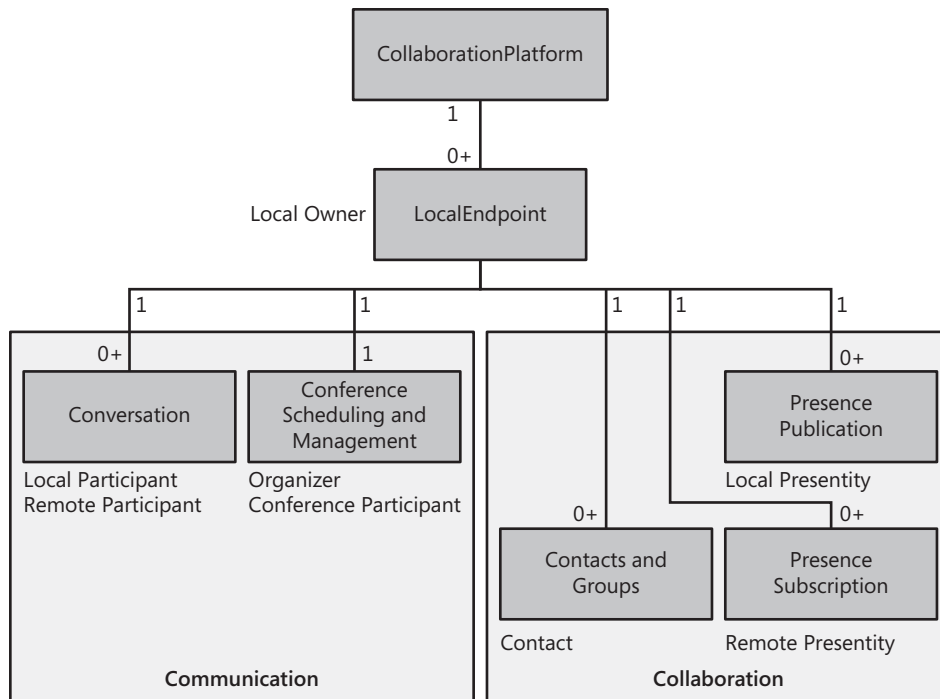 CollaborationPlatform
1
0+
Local Owner
LocalEndpoint
1
1
1
1
1
0+
1
0+
Conversation
Conference
Scheduling and
Management
Presence
Publication
Local Participant
Remote Participant
Organizer
Conference Participant
Local Presentity
0+
0+
Contacts and
Groups
Presence
Subscription
Contact
Remote Presentity
Communication
Collaboration